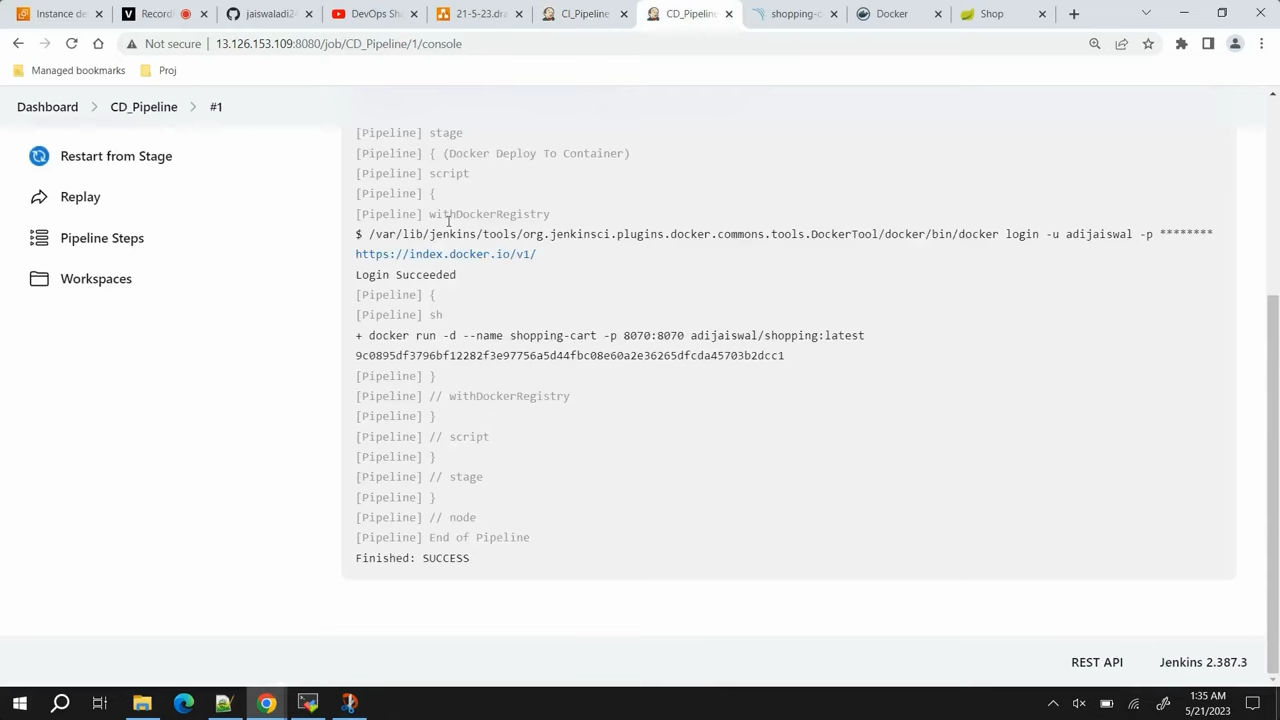 Instance de
Record
jaiswaladi24
DevOps Sh
21-5-23.dra
CI_Pipeline
CD_Pipeline
shopping-c
Docker
Shop
Not secure
13.126.153.109:8080/job/CD_Pipeline/1/console
Managed bookmarks
Proj
Dashboard
CD_Pipeline
#1
Restart from Stage
Replay
Pipeline Steps
Workspaces
[Pipeline] stage
[Pipeline] { (Docker Deploy To Container)
[Pipeline] script
[Pipeline] {
[Pipeline] withDockerRegistry
$ /var/lib/jenkins/tools/org.jenkinsci.plugins.docker.commons.tools.DockerTool/docker/bin/docker login -u adijaiswal -p ********
https://index.docker.io/v1/
Login Succeeded
[Pipeline] {
[Pipeline] sh
+ docker run -d --name shopping-cart -p 8070:8070 adijaiswal/shopping:latest
9c0895df3796bf12282f3e97756a5d44fbc08e60a2e36265dfcda45703b2dcc1
[Pipeline] }
[Pipeline] // withDockerRegistry
[Pipeline] }
[Pipeline] // script
[Pipeline] }
[Pipeline] // stage
[Pipeline] }
[Pipeline] // node
[Pipeline] End of Pipeline
Finished: SUCCESS
REST API
Jenkins 2.387.3
1:35 AM
5/21/2023